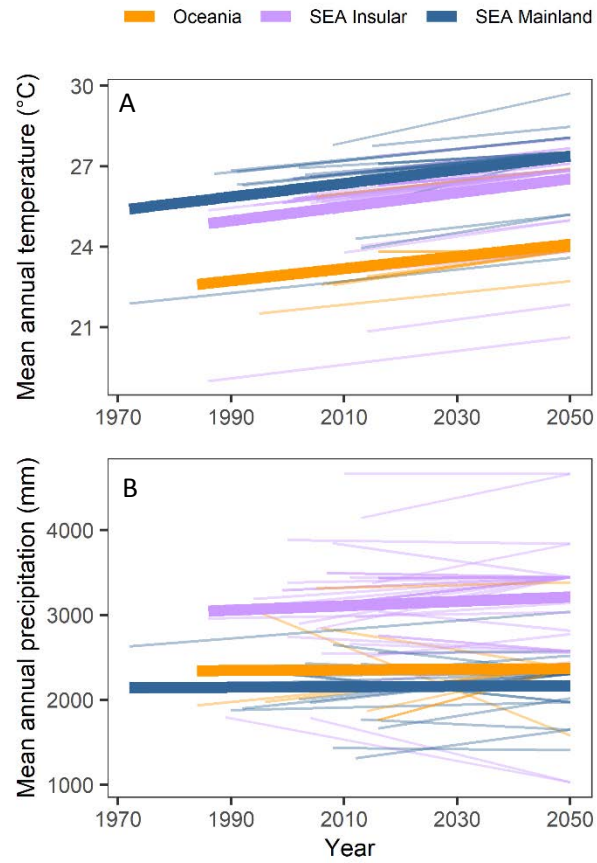 Oceania SEA Insular SEA Mainland
A
Mean annual temperature (°C)
30
27
24
21
1970 1990 2010 2030 2050
B
Mean annual precipitation (mm)
4000
3000
2000
1000
1970 1990 2010 2030 2050
Year